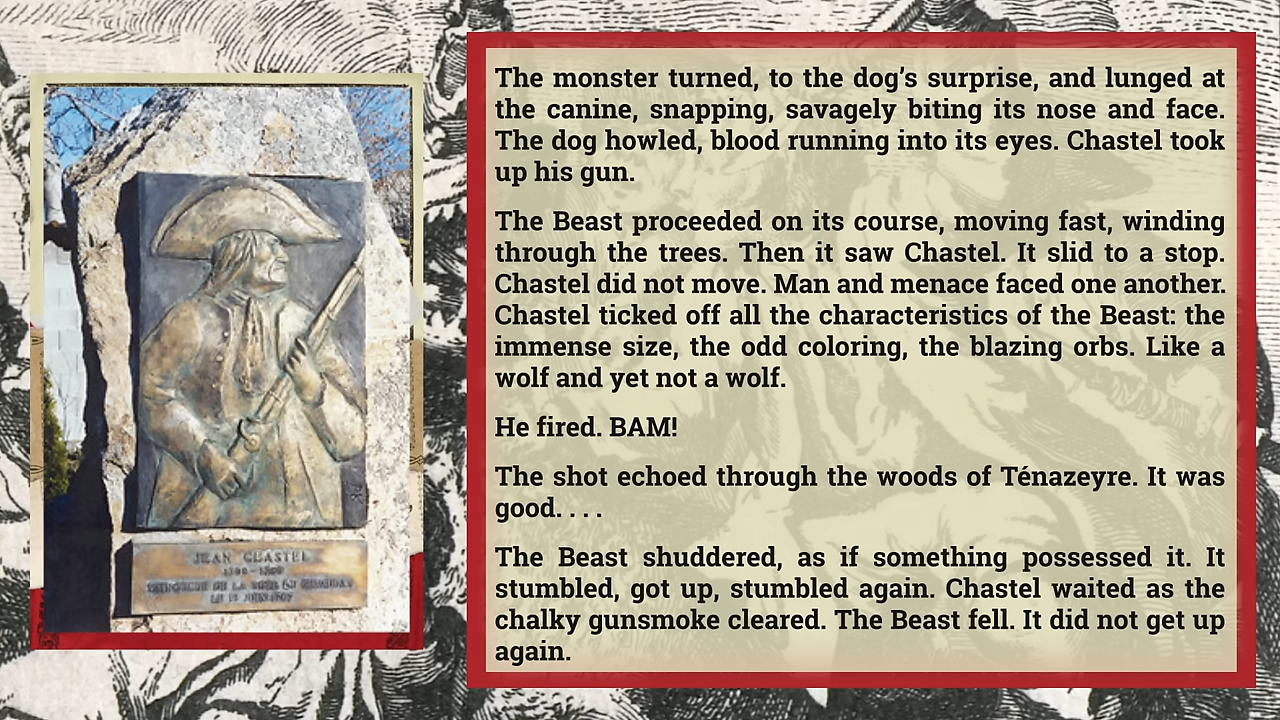 The monster turned, to the dog’s surprise, and lunged at
the canine, snapping, savagely biting its nose and face.
The dog howled, blood running into its eyes. Chastel took
up his gun.
The Beast proceeded on its course, moving fast, winding
through the trees. Then it saw Chastel. It slid to a stop.
Chastel did not move. Man and menace faced one another.
Chastel ticked off all the characteristics of the Beast: the
immense size, the odd coloring, the blazing orbs. Like a
wolf and yet not a wolf.
He fired. BAM!
The shot echoed through the woods of Ténazeyre. It was
good. . . .
The Beast shuddered, as if something possessed it. It
stumbled, got up, stumbled again. Chastel waited as the
chalky gunsmoke cleared. The Beast fell. It did not get up
again.
JEAN CHASTEL
DE LA
LE 19 JUIN